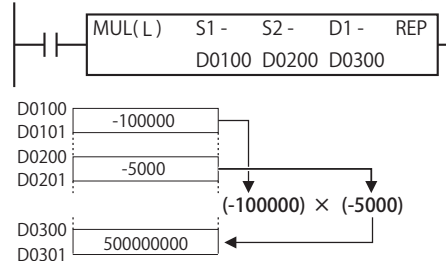 MUL(L) S1 - S2 - D1 - REP
D0100 D0200 D0300
D0100
D0101
-100000
D0200
D0201
-5000
(-100000) × (-5000)
D0300
D0301
500000000